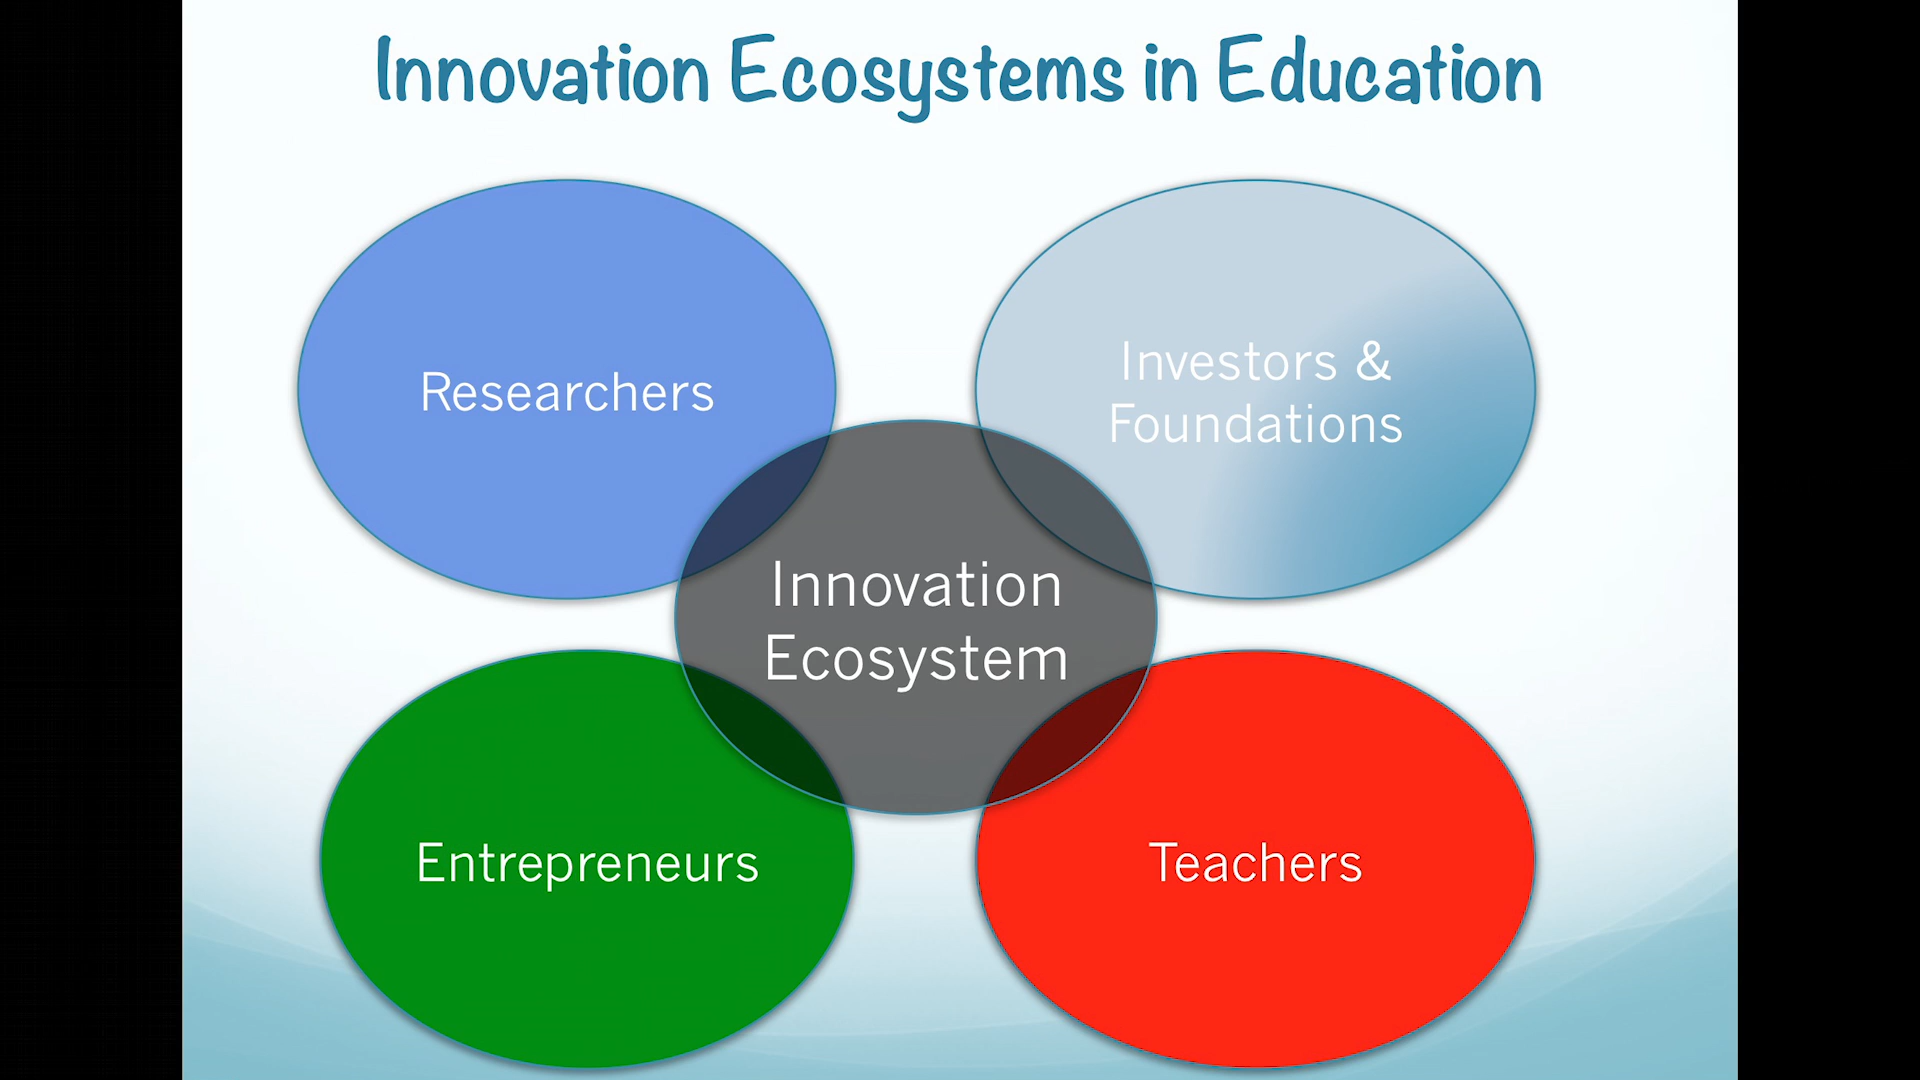 Innovation Ecosystems in Education
Researchers
Investors &
Foundations
Innovation
Ecosystem
Entrepreneurs
Teachers